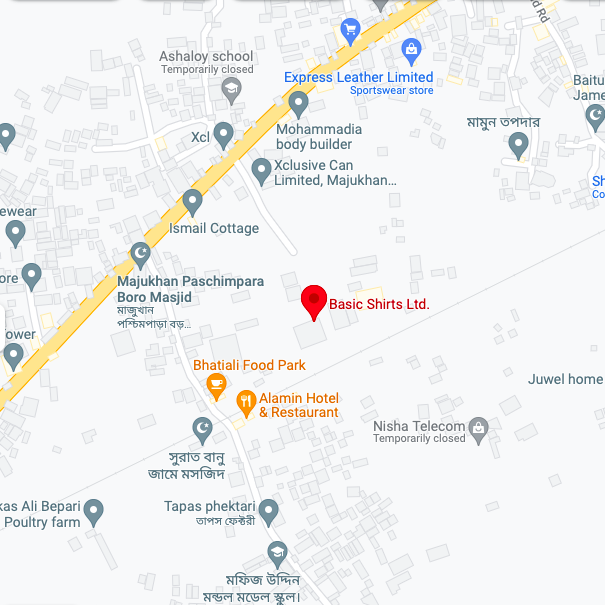 d Rd
Ashaloy school
Temporarily closed
Express Leather Limited
Sportswear store
Baitu
Jame
Mohammadia
body builder
Xcl
মামুন তপদার
Xclusive Can
Limited, Majukhan...
Sh
Co
ewear
Ismail Cottage
ore
Majukhan Paschimpara
Boro Masjid
মাজুখান
পশ্চিমপাড়া বড়...
Basic Shirts Ltd.
ower
Bhatiali Food Park
Juwel home
Alamin Hotel
& Restaurant
Nisha Telecom
Temporarily closed
সুরাত বানু
জামে মসজিদ
kas Ali Bepari
Poultry farm
Tapas phektari
তাপস ফেক্টরী
মফিজ উদ্দিন
মন্ডল মডেল স্কুল।